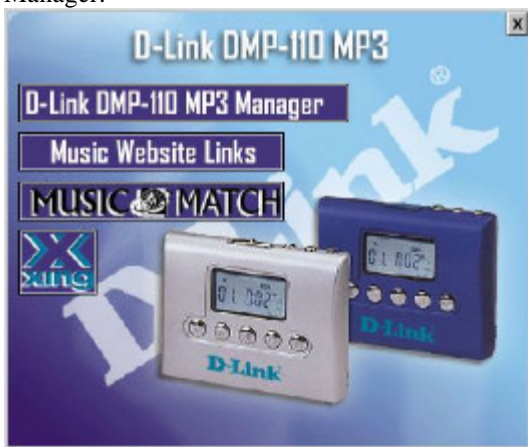 Manager.
X
D-Link DMP-110 MP3
D-Link DMP-110 MP3 Manager
Music Website Links
MUSIC MATCH
X
xing
D-Link
D-Link
D-Link